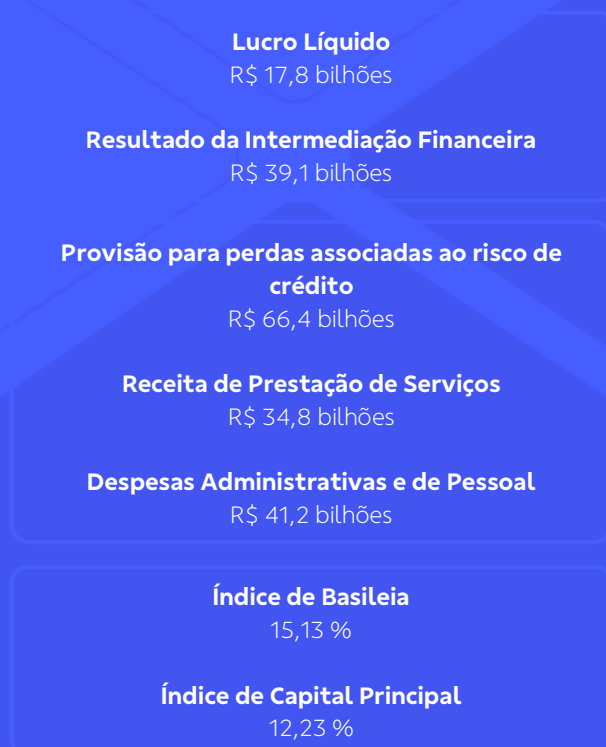 Lucro Líquido
R$ 17,8 bilhões
Resultado da Intermediação Financeira
R$ 39,1 bilhões
Provisão para perdas associadas ao risco de
crédito
R$ 66,4 bilhões
Receita de Prestação de Serviços
R$ 34,8 bilhões
Despesas Administrativas e de Pessoal
R$ 41,2 bilhões
Índice de Basileia
15,13 %
Índice de Capital Principal
12,23 %